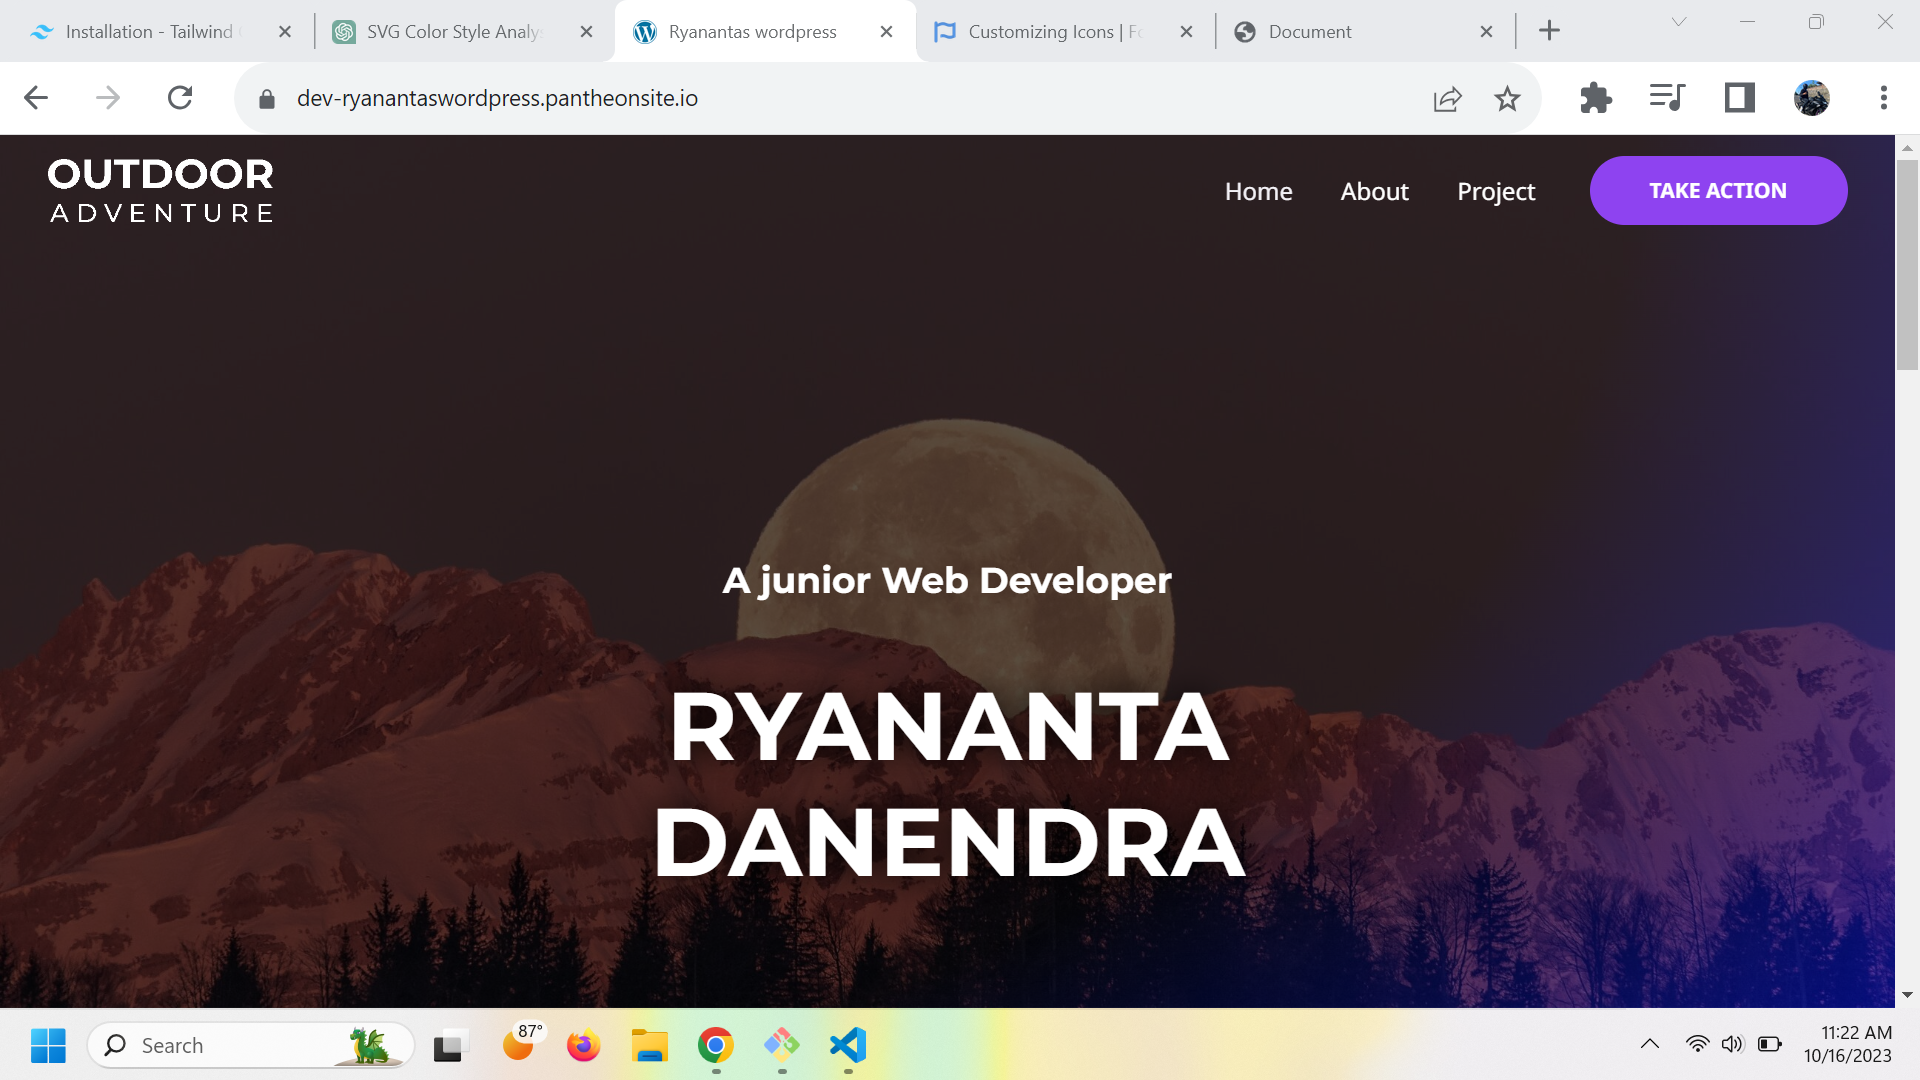 Installation - Tailwind
SVG Color Style Analy
Ryanantas wordpress
Customizing Icons | Fo
Document
dev-ryanantaswordpress.pantheonsite.io
OUTDOOR
ADVENTURE
Home
About
Project
TAKE ACTION
A junior Web Developer
RYANANTA
DANENDRA
Search
87°
11:22 AM
10/16/2023